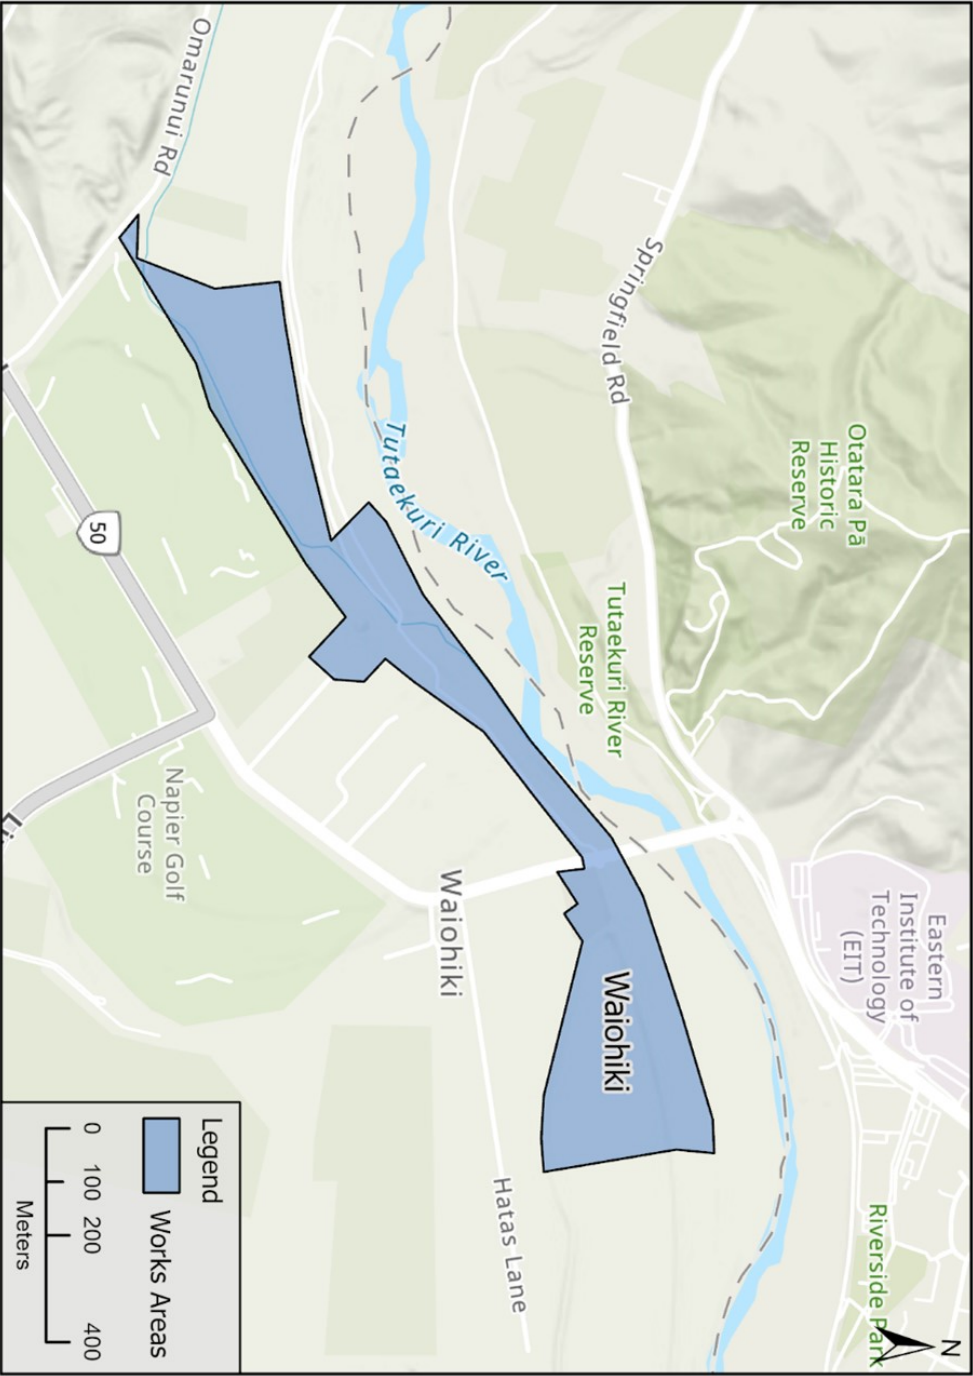 Omarunui Rd
Springfield Rd
Otatara Pā
Historic
Reserve
Tutaekuri River
Tutaekuri River
Reserve
50
Napier Golf
Course
Waiohiki
Waiohiki
Eastern
Institute of
Technology
(EIT)
Hatas Lane
Riverside Park
N
Legend
Works Areas
0 100 200 400
Meters